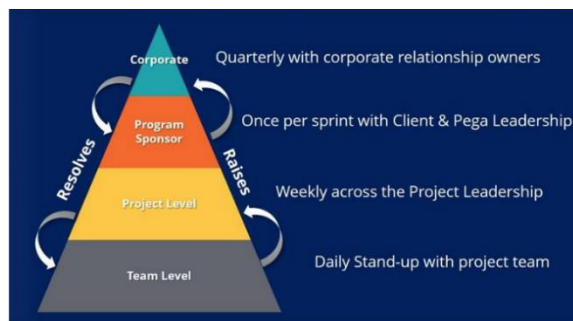 Corporate
Quarterly with corporate relationship owners
Program
Sponsor
Once per sprint with Client & Pega Leadership
Resolves
Raises
Project Level
Weekly across the Project Leadership
Team Level
Daily Stand-up with project team